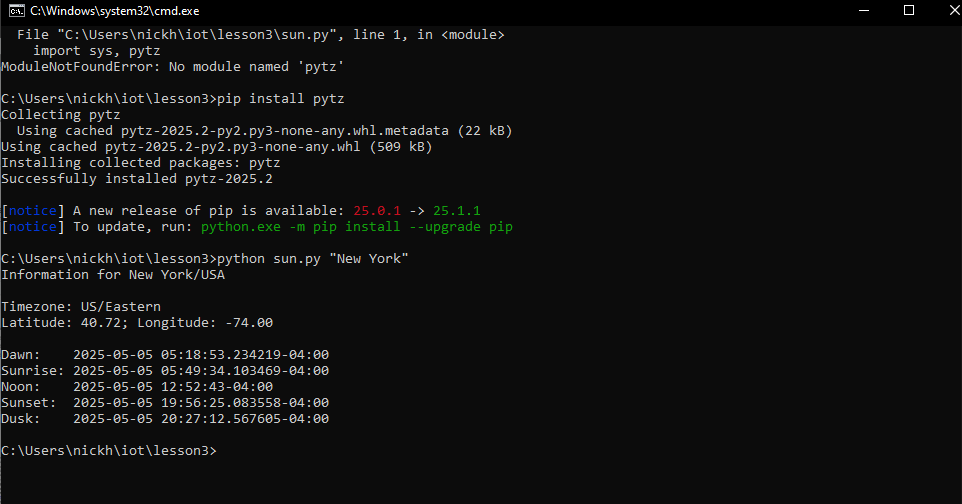 C:\Windows\system32\cmd.exe
  File "C:\Users\nickh\iot\lesson3\sun.py", line 1, in <module>
    import sys, pytz
ModuleNotFoundError: No module named 'pytz'
C:\Users\nickh\iot\lesson3>pip install pytz
Collecting pytz
  Using cached pytz-2025.2-py2.py3-none-any.whl.metadata (22 kB)
Using cached pytz-2025.2-py2.py3-none-any.whl (509 kB)
Installing collected packages: pytz
Successfully installed pytz-2025.2
[notice] A new release of pip is available: 25.0.1 -> 25.1.1
[notice] To update, run: python.exe -m pip install --upgrade pip
C:\Users\nickh\iot\lesson3>python sun.py "New York"
Information for New York/USA
Timezone: US/Eastern
Latitude: 40.72; Longitude: -74.00
Dawn:    2025-05-05 05:18:53.234219-04:00
Sunrise: 2025-05-05 05:49:34.103469-04:00
Noon:    2025-05-05 12:52:43-04:00
Sunset:  2025-05-05 19:56:25.083558-04:00
Dusk:    2025-05-05 20:27:12.567605-04:00
C:\Users\nickh\iot\lesson3>